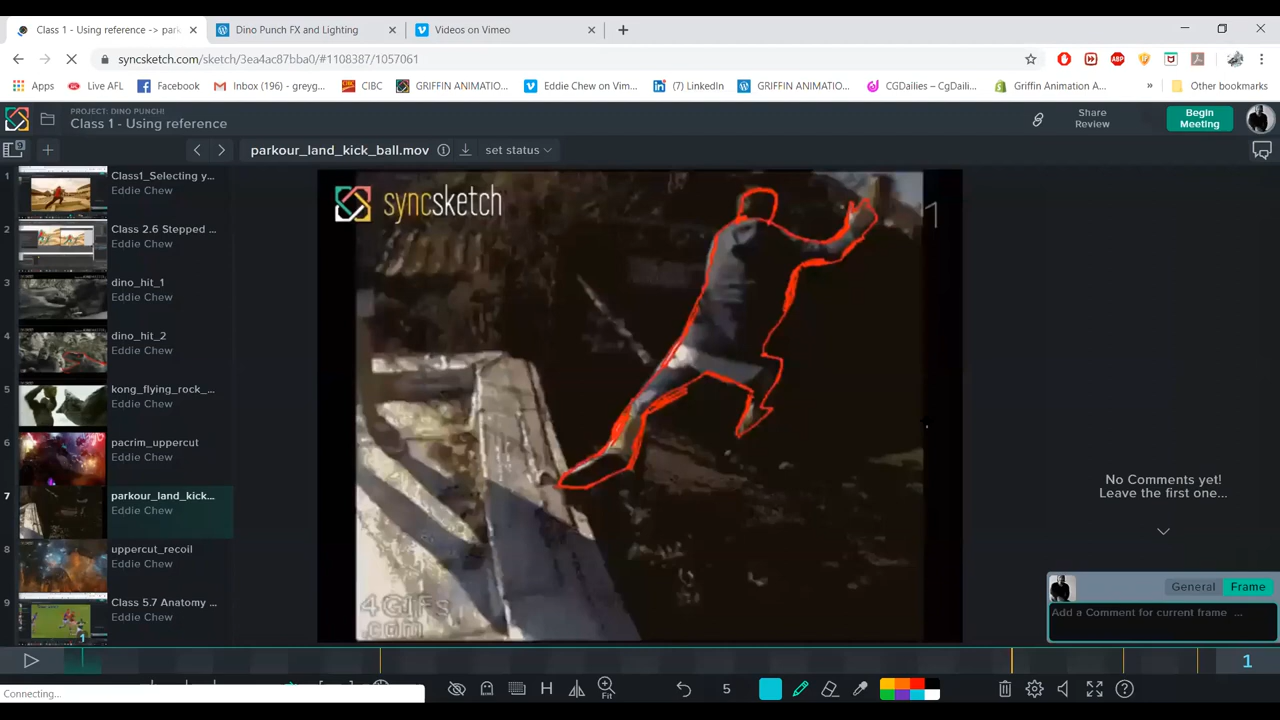 Class 1 - Using reference -> park
Dino Punch FX and Lighting
Videos on Vimeo
syncsketch.com/sketch/3ea4ac87bba0/#1108387/1057061
Apps
Live AFL
Facebook
Inbox (196) - greyg...
CIBC
GRIFFIN ANIMATIO...
Eddie Chew on Vim...
(7) LinkedIn
GRIFFIN ANIMATIO...
CGDailies – CgDaili...
Griffin Animation A...
»
Other bookmarks
PROJECT: DINO PUNCH!
Class 1 - Using reference
Share Review
Begin Meeting
9
parkour_land_kick_ball.mov
set status
1
Class1_Selecting y...
Eddie Chew
2
Class 2.6 Stepped ...
Eddie Chew
3
dino_hit_1
Eddie Chew
4
dino_hit_2
Eddie Chew
5
kong_flying_rock_...
Eddie Chew
6
pacrim_uppercut
Eddie Chew
7
parkour_land_kick...
Eddie Chew
8
uppercut_recoil
Eddie Chew
9
Class 5.7 Anatomy ...
Eddie Chew
syncsketch
1
4GIFs
.com
No Comments yet!
Leave the first one...
General
Frame
Add a Comment for current frame ...
1
1
Connecting...
H
Fit
5